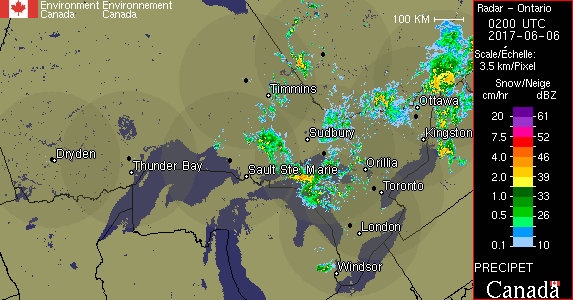 Environment Environnement
Canada Canada
100 KM
Timmins
Ottawa
Sudbury
Kingston
Dryden
Thunder Bay
Sault Ste. Marie
Orillia
Toronto
London
Windsor
Radar - Ontario
0200 UTC
2017-06-06
Scale/Échelle:
3.5 km/Pixel
Snow/Neige
cm/hr dBZ
20 61
7.5 52
4.0 46
2.0 39
1.0 33
0.5 26
0.1 10
PRECIPET
Canada